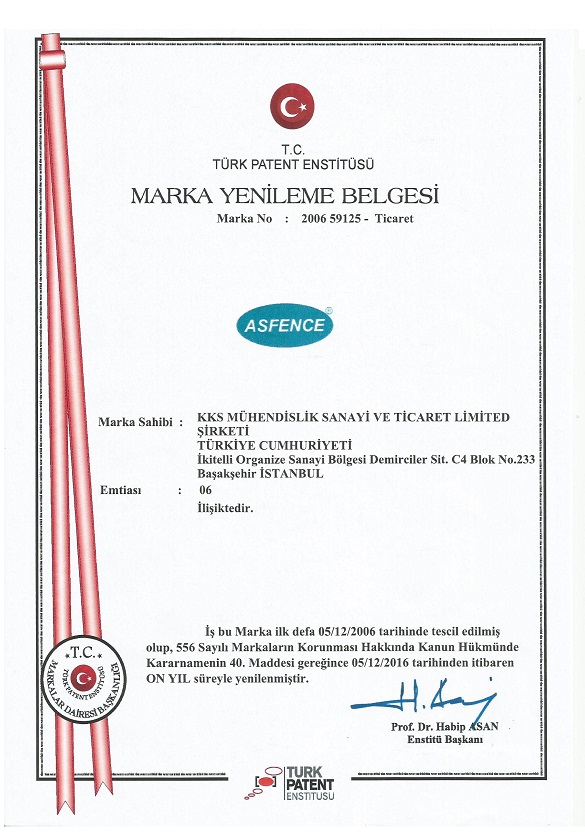 T.C.
TÜRK PATENT ENSTİTÜSÜ
MARKA YENİLEME BELGESİ
Marka No : 2006 59125 - Ticaret
ASFENCE®
Marka Sahibi : KKS MÜHENDİSLİK SANAYİ VE TİCARET LİMITED
ŞİRKETİ
TÜRKİYE CUMHURİYETİ
İkitelli Organize Sanayi Bölgesi Demirciler Sit. C4 Blok No.233
Başakşehir İSTANBUL
Emtiası : 06
İlişiktedir.
İş bu Marka ilk defa 05/12/2006 tarihinde tescil edilmiş
olup, 556 Sayılı Markaların Korunması Hakkında Kanun Hükmünde
Kararnamenin 40. Maddesi gereğince 05/12/2016 tarihinden itibaren
ON YIL süreyle yenilenmiştir.
T.C.
TÜRK PATENT ENSTİTÜSÜ
MARKALAR DAİRESİ BAŞKANLIĞI
Prof. Dr. Habip ASAN
Enstitü Başkanı
TURK
PATENT
ENSTITUSU